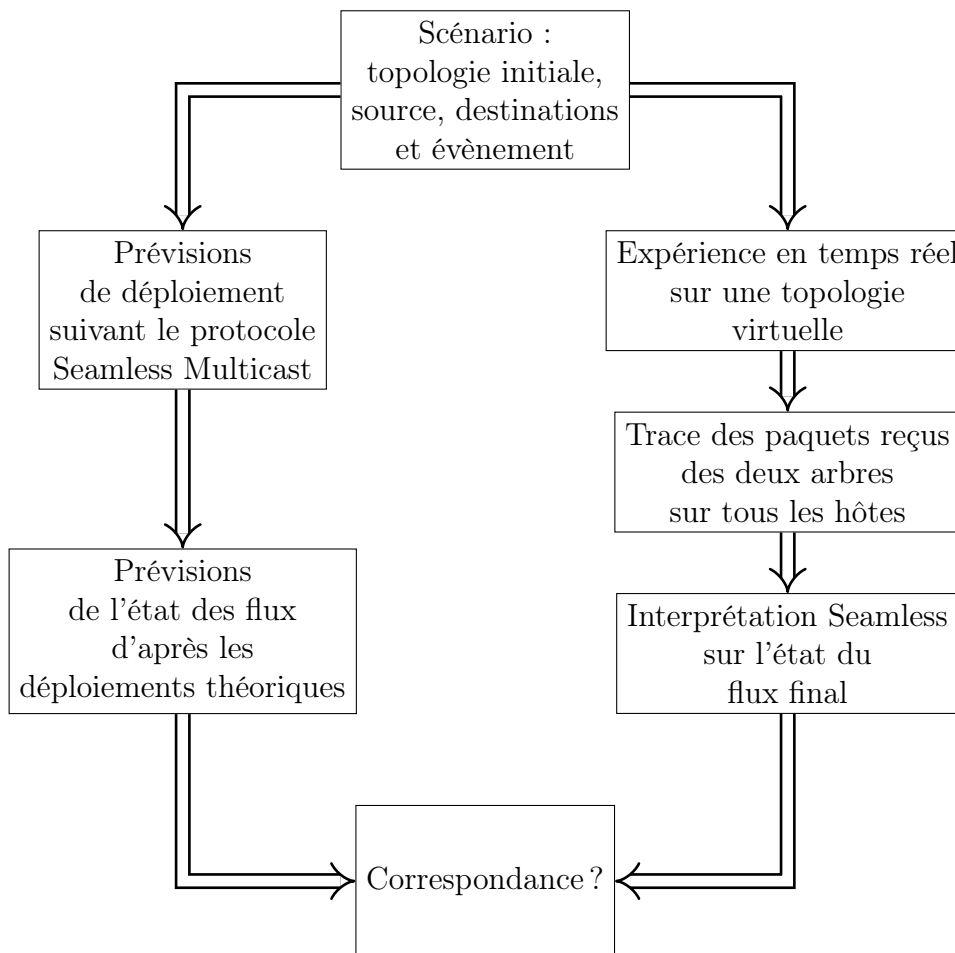 Scénario :
topologie initiale,
source, destinations
et évènement
Prévisions
de déploiement
suivant le protocole
Seamless Multicast
Expérience en temps réel
sur une topologie
virtuelle
Trace des paquets reçus
des deux arbres
sur tous les hôtes
Prévisions
de l'état des flux
d'après les
déploiements théoriques
Interprétation Seamless
sur l'état du
flux final
Correspondance ?